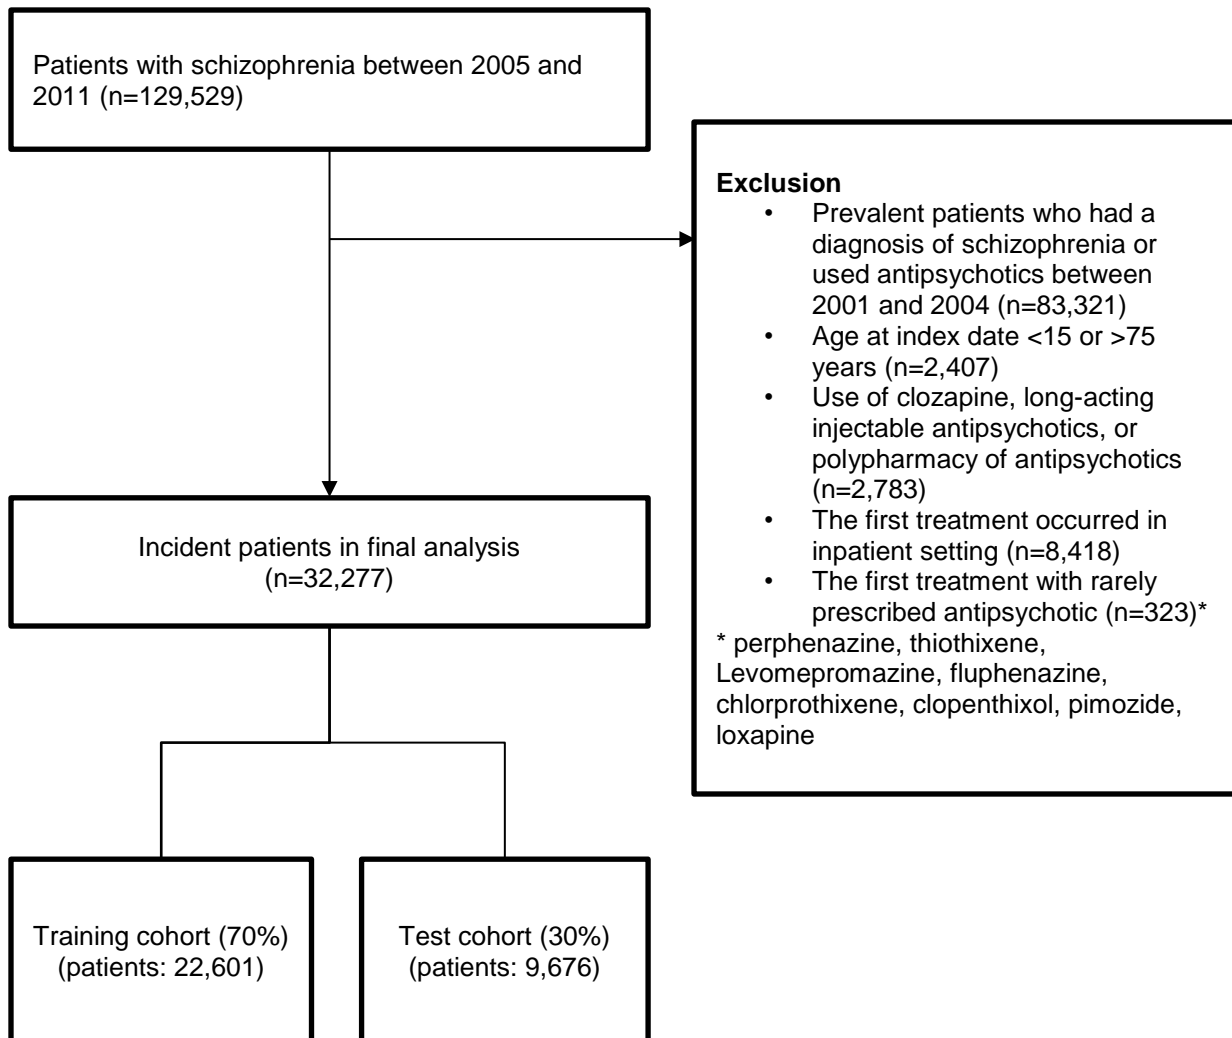 Patients with schizophrenia between 2005 and
2011 (n=129,529)
Exclusion
• Prevalent patients who had a
diagnosis of schizophrenia or
used antipsychotics between
2001 and 2004 (n=83,321)
• Age at index date <15 or >75
years (n=2,407)
• Use of clozapine, long-acting
injectable antipsychotics, or
polypharmacy of antipsychotics
(n=2,783)
• The first treatment occurred in
inpatient setting (n=8,418)
• The first treatment with rarely
prescribed antipsychotic (n=323)*
* perphenazine, thiothixene,
Levomepromazine, fluphenazine,
chlorprothixene, clopenthixol, pimozide,
loxapine
Incident patients in final analysis
(n=32,277)
Training cohort (70%)
(patients: 22,601)
Test cohort (30%)
(patients: 9,676)